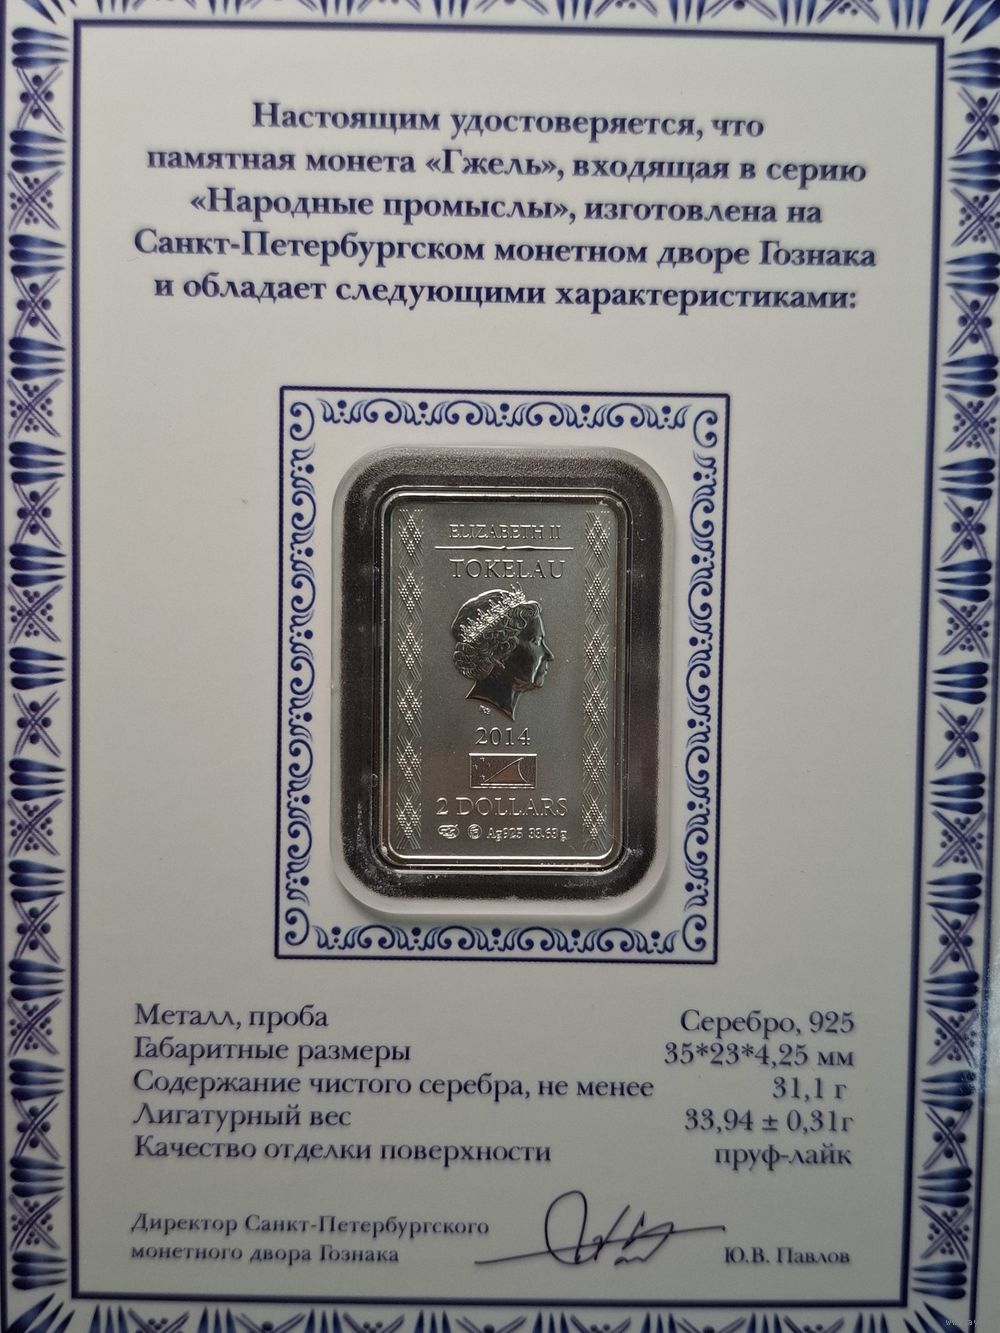 Настоящим удостоверяется, что
памятная монета «Гжель», входящая в серию
«Народные промыслы», изготовлена на
Санкт-Петербургском монетном дворе Гознака
и обладает следующими характеристиками:
ELIZABETH II
TOKELAU
2014
2 DOLLARS
Ag925 33.63 g
Металл, проба Серебро, 925
Габаритные размеры 35*23*4,25 мм
Содержание чистого серебра, не менее 31,1 г
Лигатурный вес 33,94 ± 0,31г
Качество отделки поверхности пруф-лайк
Директор Санкт-Петербургского
монетного двора Гознака Ю.В. Павлов